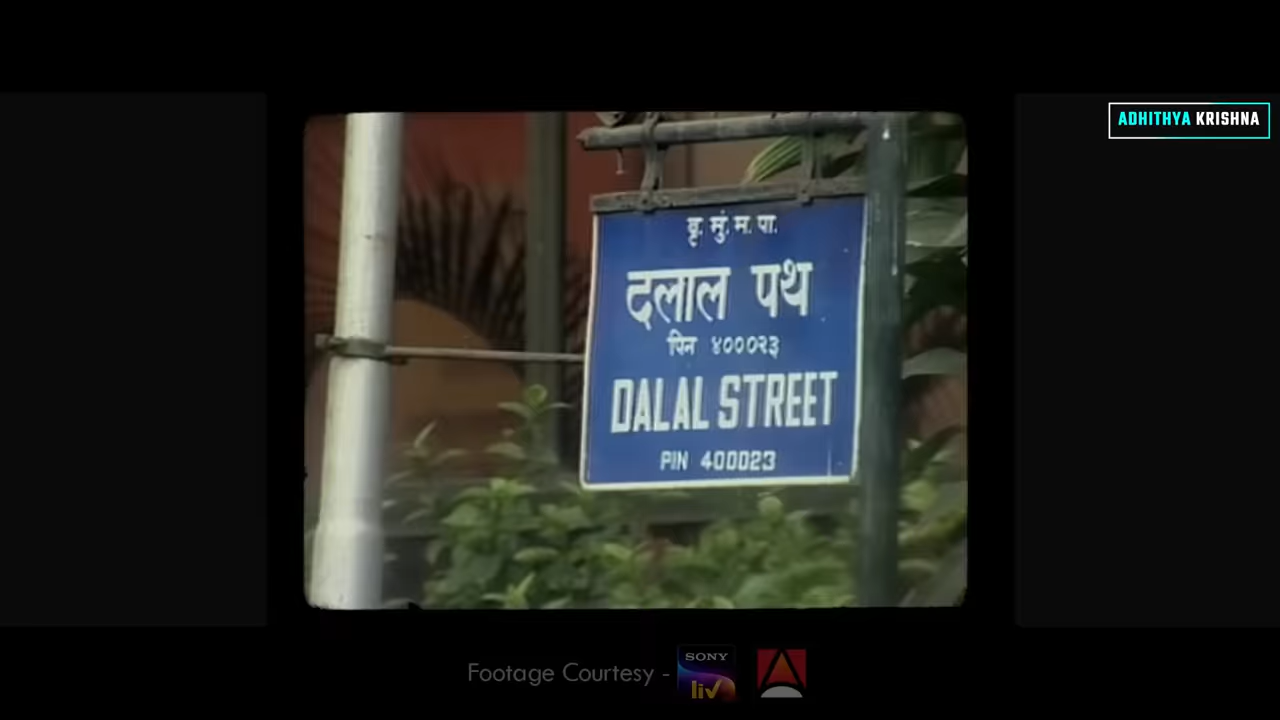 ADHITHYA KRISHNA
बृ. मुं. म. पा.
दलाल पथ
पिन ४०००२३
DALAL STREET
PIN 400023
Footage Courtesy - SONY liv